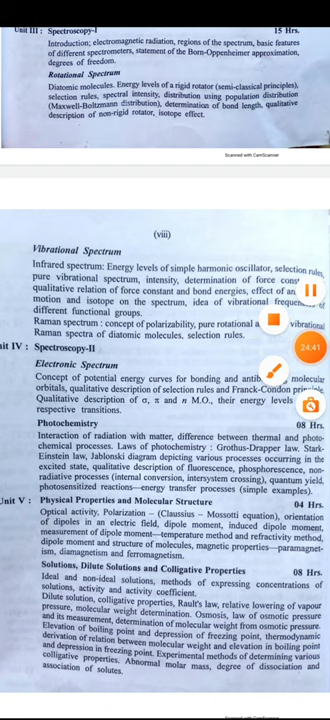 Unit III : Spectroscopy-I 15 Hrs.
Introduction; electromagnetic radiation, regions of the spectrum, basic features
of different spectrometers, statement of the Born-Oppenheimer approximation,
degrees of freedom.
Rotational Spectrum
Diatomic molecules. Energy levels of a rigid rotator (semi-classical principles),
selection rules, spectral intensity, distribution using population distribution
(Maxwell-Boltzmann distribution), determination of bond length, qualitative
description of non-rigid rotator, isotope effect.
Scanned with CamScanner
(viii)
Vibrational Spectrum
Infrared spectrum: Energy levels of simple harmonic oscillator, selection rules,
pure vibrational spectrum, intensity, determination of force cons
qualitative relation of force constant and bond energies, effect of an
motion and isotope on the spectrum, idea of vibrational frequen of
different functional groups.
Raman spectrum : concept of polarizability, pure rotational a vibrational
Raman spectra of diatomic molecules, selection rules.
nit IV : Spectroscopy-II
24:41
Electronic Spectrum
Concept of potential energy curves for bonding and antib molecular
orbitals, qualitative description of selection rules and Franck-Condon
Qualitative description of σ, π and n M.O., their energy levels
respective transitions.
Photochemistry 08 Hrs.
Interaction of radiation with matter, difference between thermal and photo-
chemical processes. Laws of photochemistry : Grothus-Drapper law. Stark-
Einstein law, Jablonski diagram depicting various processes occurring in the
excited state, qualitative description of fluorescence, phosphorescence, non-
radiative processes (internal conversion, intersystem crossing), quantum yield,
photosensitized reactions—energy transfer processes (simple examples).
Unit V : Physical Properties and Molecular Structure 04 Hrs.
Optical activity, Polarization – (Claussius – Mossotti equation), orientation
of dipoles in an electric field, dipole moment, induced dipole moment,
measurement of dipole moment—temperature method and refractivity method,
dipole moment and structure of molecules, magnetic properties—paramagnet-
ism, diamagnetism and ferromagnetism.
Solutions, Dilute Solutions and Colligative Properties 08 Hrs.
Ideal and non-ideal solutions, methods of expressing concentrations of
solutions, activity and activity coefficient.
Dilute solution, colligative properties, Rault's law, relative lowering of vapour
pressure, molecular weight determination. Osmosis, law of osmotic pressure
and its measurement, determination of molecular weight from osmotic pressure.
Elevation of boiling point and depression of freezing point, thermodynamic
derivation of relation between molecular weight and elevation in boiling point
and depression in freezing point. Experimental methods of determining various
colligative properties. Abnormal molar mass, degree of dissociation and
association of solutes.